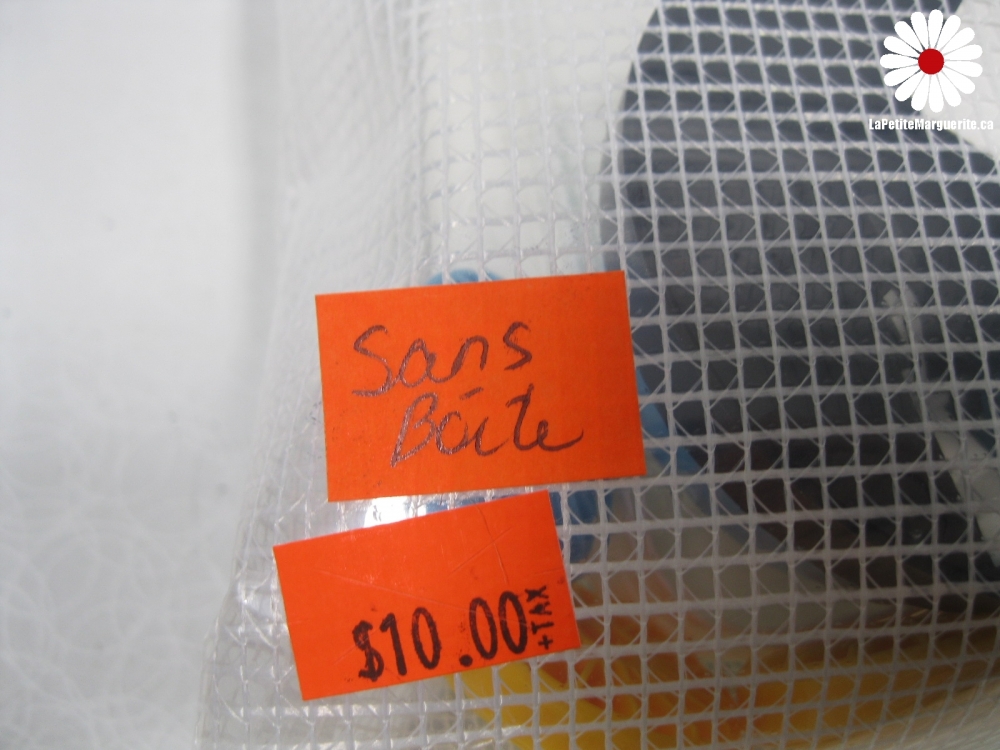 LaPetiteMarguerite.ca
Sans
Boîte
$10.00 +TAX